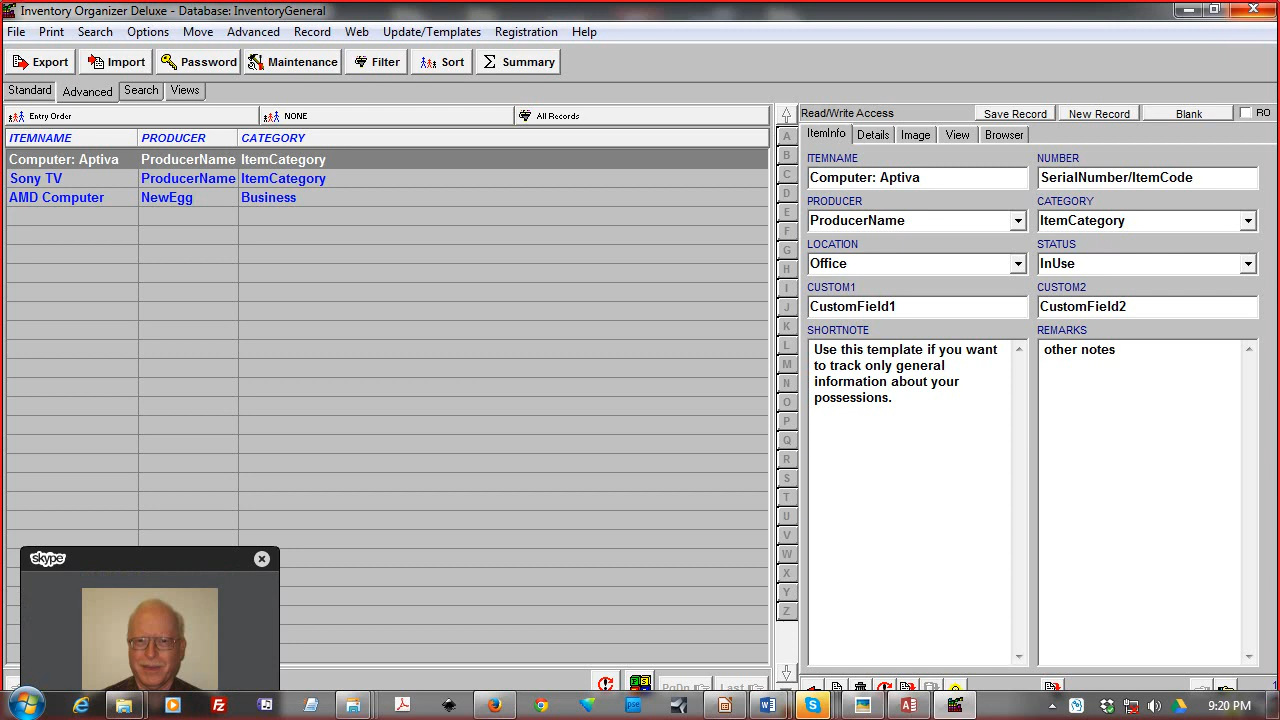 Inventory Organizer Deluxe - Database: InventoryGeneral
File Print Search Options Move Advanced Record Web Update/Templates Registration Help
Export Import Password Maintenance Filter Sort Summary
Standard Advanced Search Views
Entry Order NONE All Records
ITEMNAME PRODUCER CATEGORY
Computer: Aptiva ProducerName ItemCategory
Sony TV ProducerName ItemCategory
AMD Computer NewEgg Business
A
B
C
D
E
F
G
H
I
J
K
L
M
N
O
P
Q
R
S
T
U
V
W
X
Y
Z
Read/Write Access Save Record New Record Blank RO
ItemInfo Details Image View Browser
ITEMNAME NUMBER
Computer: Aptiva SerialNumber/ItemCode
PRODUCER CATEGORY
ProducerName ItemCategory
LOCATION STATUS
Office InUse
CUSTOM1 CUSTOM2
CustomField1 CustomField2
SHORTNOTE REMARKS
Use this template if you want other notes
to track only general
information about your
possessions.
skype
PgDn Last
pse
9:20 PM